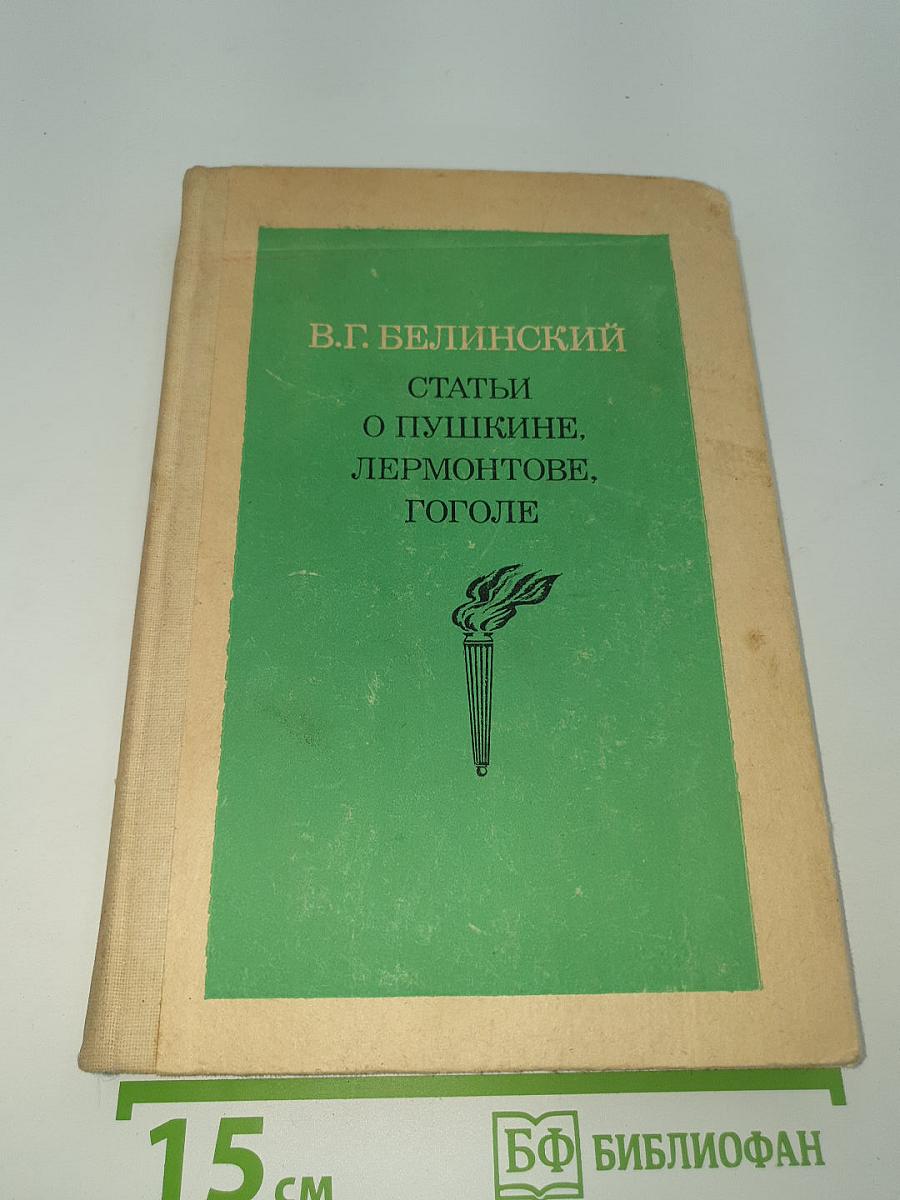 В.Г. БЕЛИНСКИЙ
СТАТЬИ
О ПУШКИНЕ,
ЛЕРМОНТОВЕ,
ГОГОЛЕ
15 см
БФ БИБЛИОФАН